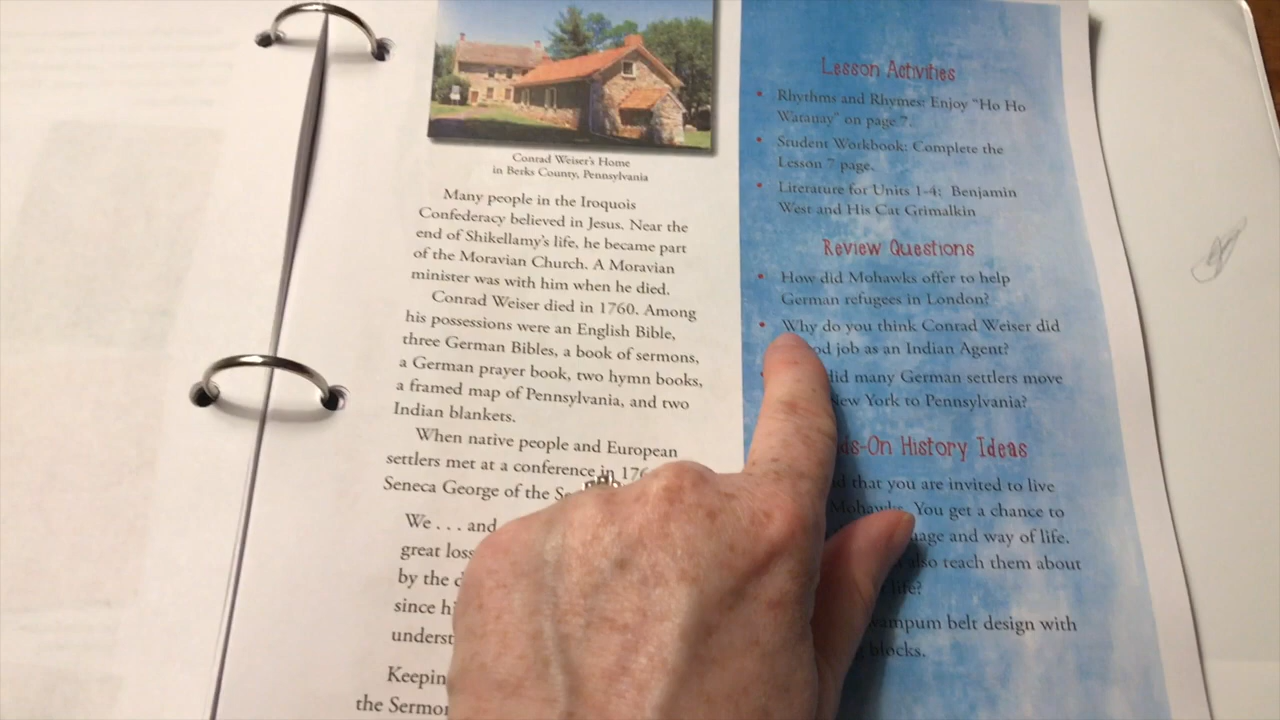 Conrad Weiser's Home
in Berks County, Pennsylvania
Many people in the Iroquois
Confederacy believed in Jesus. Near the
end of Shikellamy's life, he became part
of the Moravian Church. A Moravian
minister was with him when he died.
Conrad Weiser died in 1760. Among
his possessions were an English Bible,
three German Bibles, a book of sermons,
a German prayer book, two hymn books,
a framed map of Pennsylvania, and two
Indian blankets.
When native people and European
settlers met at a conference in
Seneca George of the
We . . . and
great loss
by the
since
Keepin
the
Lesson Activities
• Rhythms and Rhymes: Enjoy "Ho Ho
Watanay" on page 7.
• Student Workbook: Complete the
Lesson 7 page.
• Literature for Units 1-4: Benjamin
West and His Cat Grimalkin
Review Questions
• How did Mohawks offer to help
German refugees in London?
• Why do you think Conrad Weiser did
job as an Indian Agent?
did many German settlers move
New York to Pennsylvania?
History Ideas
that you are invited to live
Mohawks. You get a chance to
and way of life.
also teach them about
life?
wampum belt design with
blocks.